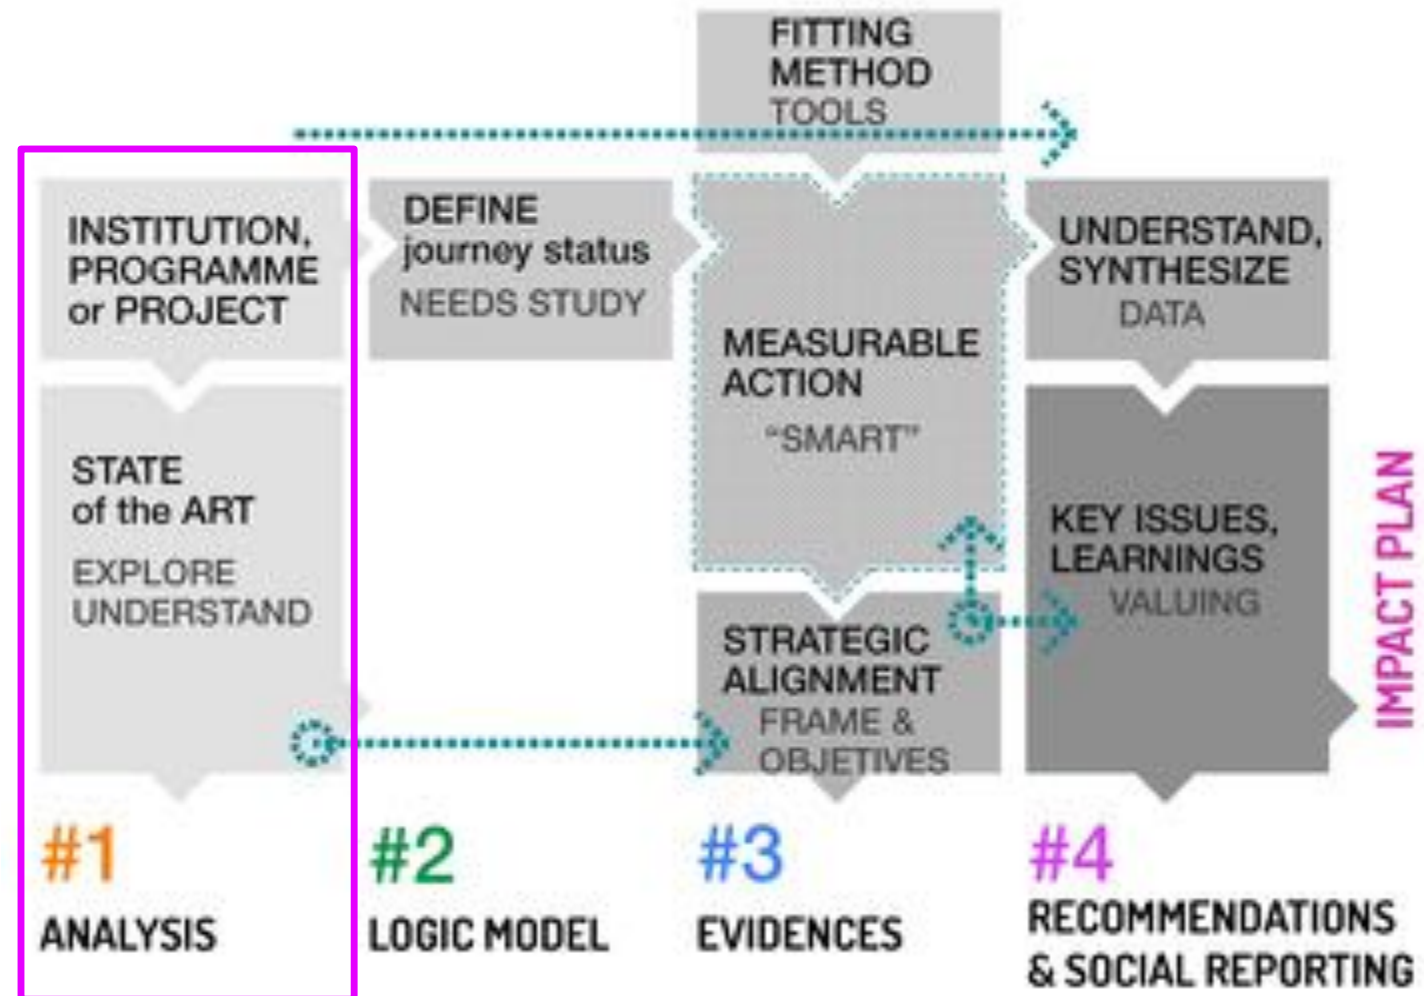 FITTING
METHOD
TOOLS
INSTITUTION,
PROGRAMME
or PROJECT
DEFINE
journey status
NEEDS STUDY
UNDERSTAND,
SYNTHESIZE
DATA
MEASURABLE
ACTION
“SMART”
STATE
of the ART
EXPLORE
UNDERSTAND
KEY ISSUES,
LEARNINGS
VALUING
STRATEGIC
ALIGNMENT
FRAME &
OBJETIVES
IMPACT PLAN
#1
ANALYSIS
#2
LOGIC MODEL
#3
EVIDENCES
#4
RECOMMENDATIONS
& SOCIAL REPORTING